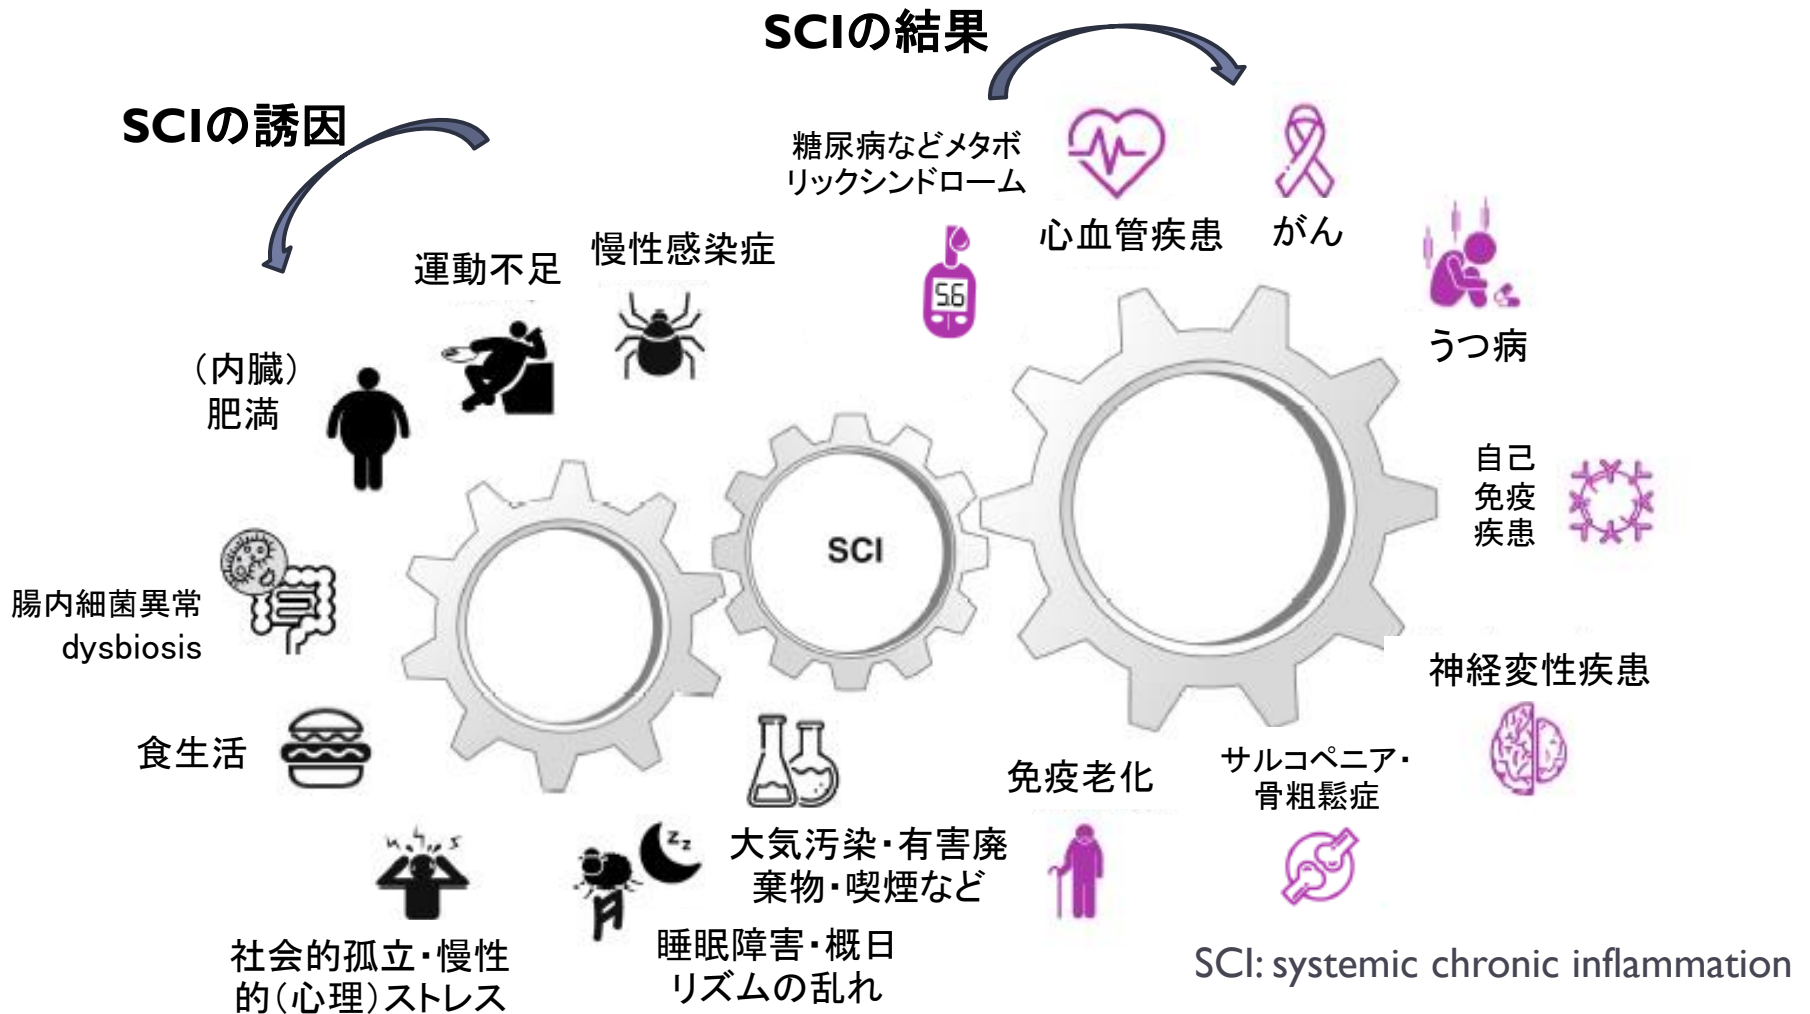 SCIの結果
SCIの誘因
糖尿病などメタボ
リックシンドローム
心血管疾患
がん
うつ病
自己
免疫
疾患
神経変性疾患
サルコペニア・
骨粗鬆症
免疫老化
5.6
慢性感染症
運動不足
（内臓）
肥満
腸内細菌異常
dysbiosis
食生活
社会的孤立・慢性
的（心理）ストレス
zz
睡眠障害・概日
リズムの乱れ
大気汚染・有害廃
棄物・喫煙など
SCI
SCI: systemic chronic inflammation